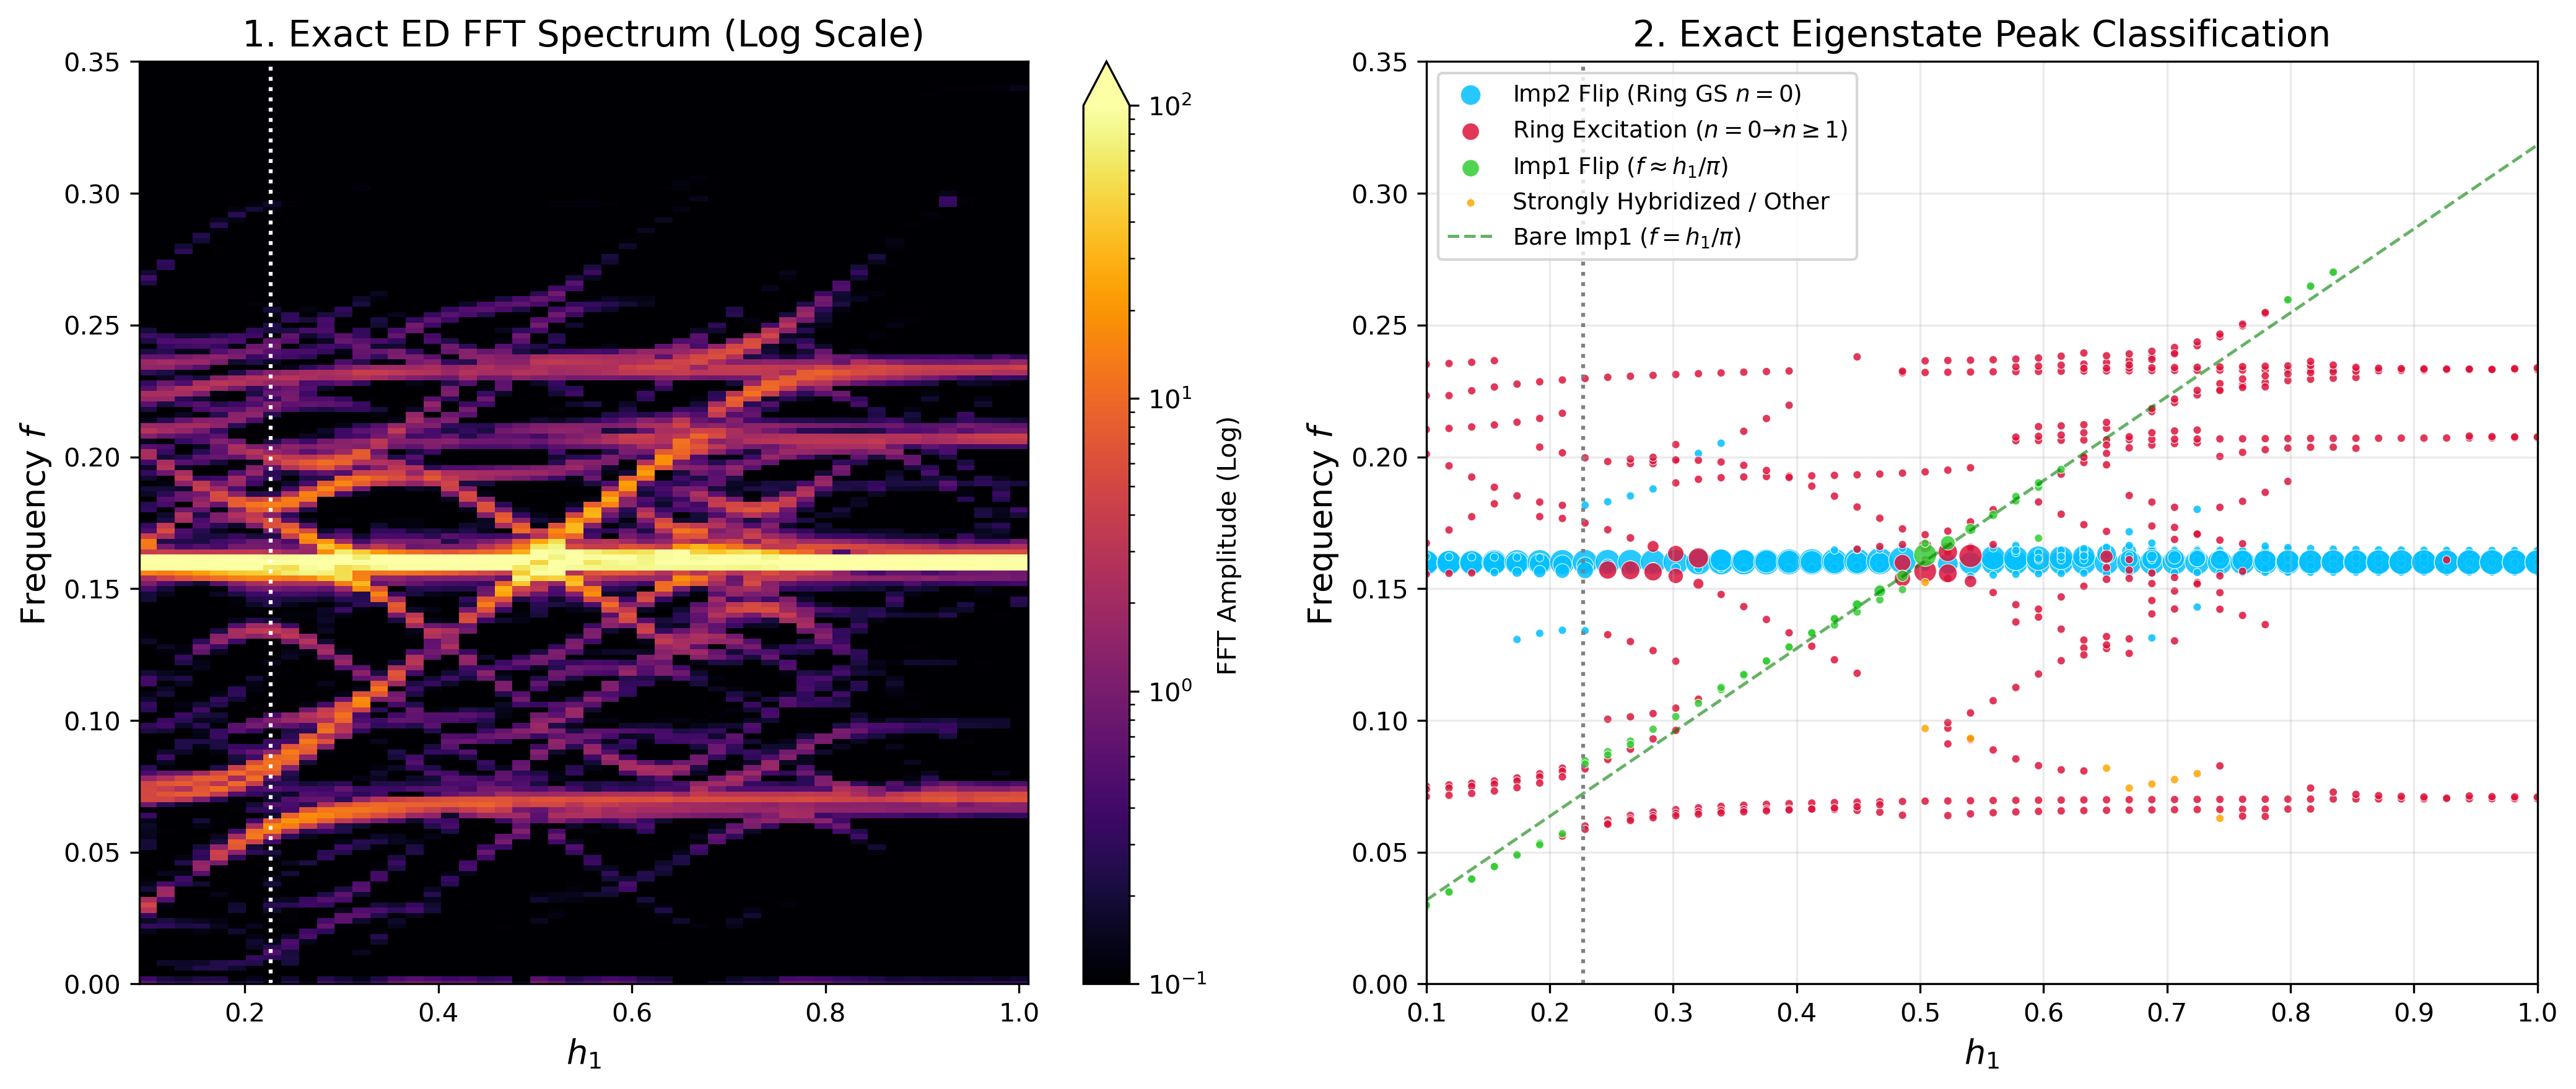 1. Exact ED FFT Spectrum (Log Scale)
0.35
0.30
0.25
0.20
0.15
0.10
0.05
0.00
Frequency f
0.2
0.4
0.6
0.8
1.0
h₁
10²
10¹
10⁰
10⁻¹
FFT Amplitude (Log)
2. Exact Eigenstate Peak Classification
Imp2 Flip (Ring GS n = 0)
Ring Excitation (n = 0→n ≥ 1)
Imp1 Flip (f ≈ h₁/π)
Strongly Hybridized / Other
Bare Imp1 (f = h₁/π)
0.35
0.30
0.25
0.20
0.15
0.10
0.05
0.00
Frequency f
0.1
0.2
0.3
0.4
0.5
0.6
0.7
0.8
0.9
1.0
h₁